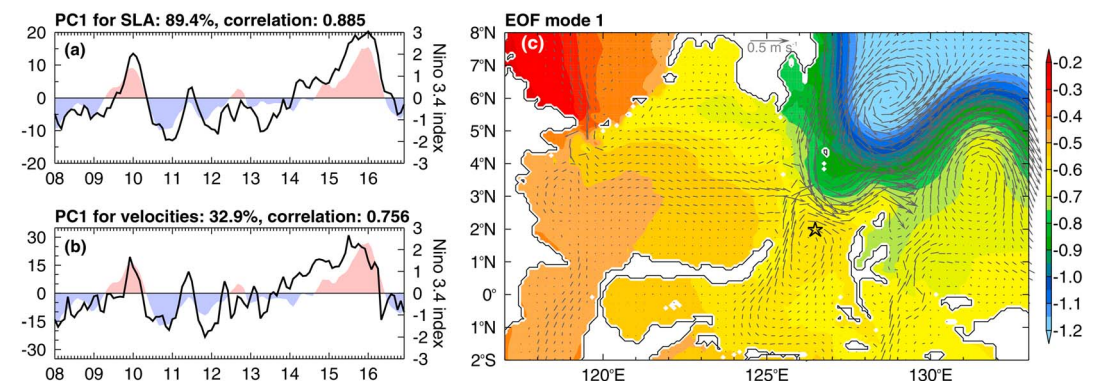 PC1 for SLA: 89.4%, correlation: 0.885
(a)
20
10
0
-10
-20
3
2
1
0
-1
-2
-3
Nino 3.4 index
08 09 10 11 12 13 14 15 16
PC1 for velocities: 32.9%, correlation: 0.756
(b)
30
15
0
-15
-30
3
2
1
0
-1
-2
-3
Nino 3.4 index
08 09 10 11 12 13 14 15 16
EOF mode 1
(c)
0.5 m s⁻¹
8°N
7°N
6°N
5°N
4°N
3°N
2°N
1°N
0°
1°N
2°S
120°E 125°E 130°E
-0.2
-0.3
-0.4
-0.5
-0.6
-0.7
-0.8
-0.9
-1.0
-1.1
-1.2